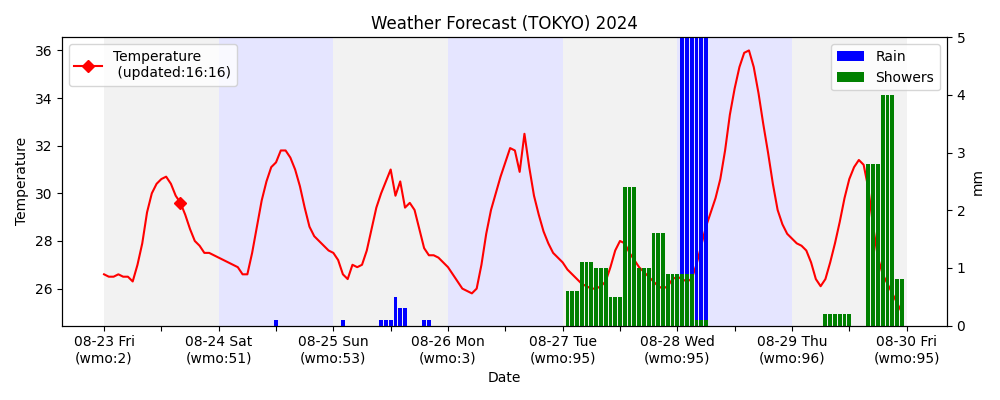 Weather Forecast (TOKYO) 2024
Temperature
(updated:16:16)
Rain
Showers
36
34
32
30
28
26
Temperature
5
4
3
2
1
0
mm
08-23 Fri
(wmo:2)
08-24 Sat
(wmo:51)
08-25 Sun
(wmo:53)
08-26 Mon
(wmo:3)
08-27 Tue
(wmo:95)
08-28 Wed
(wmo:95)
08-29 Thu
(wmo:96)
08-30 Fri
(wmo:95)
Date